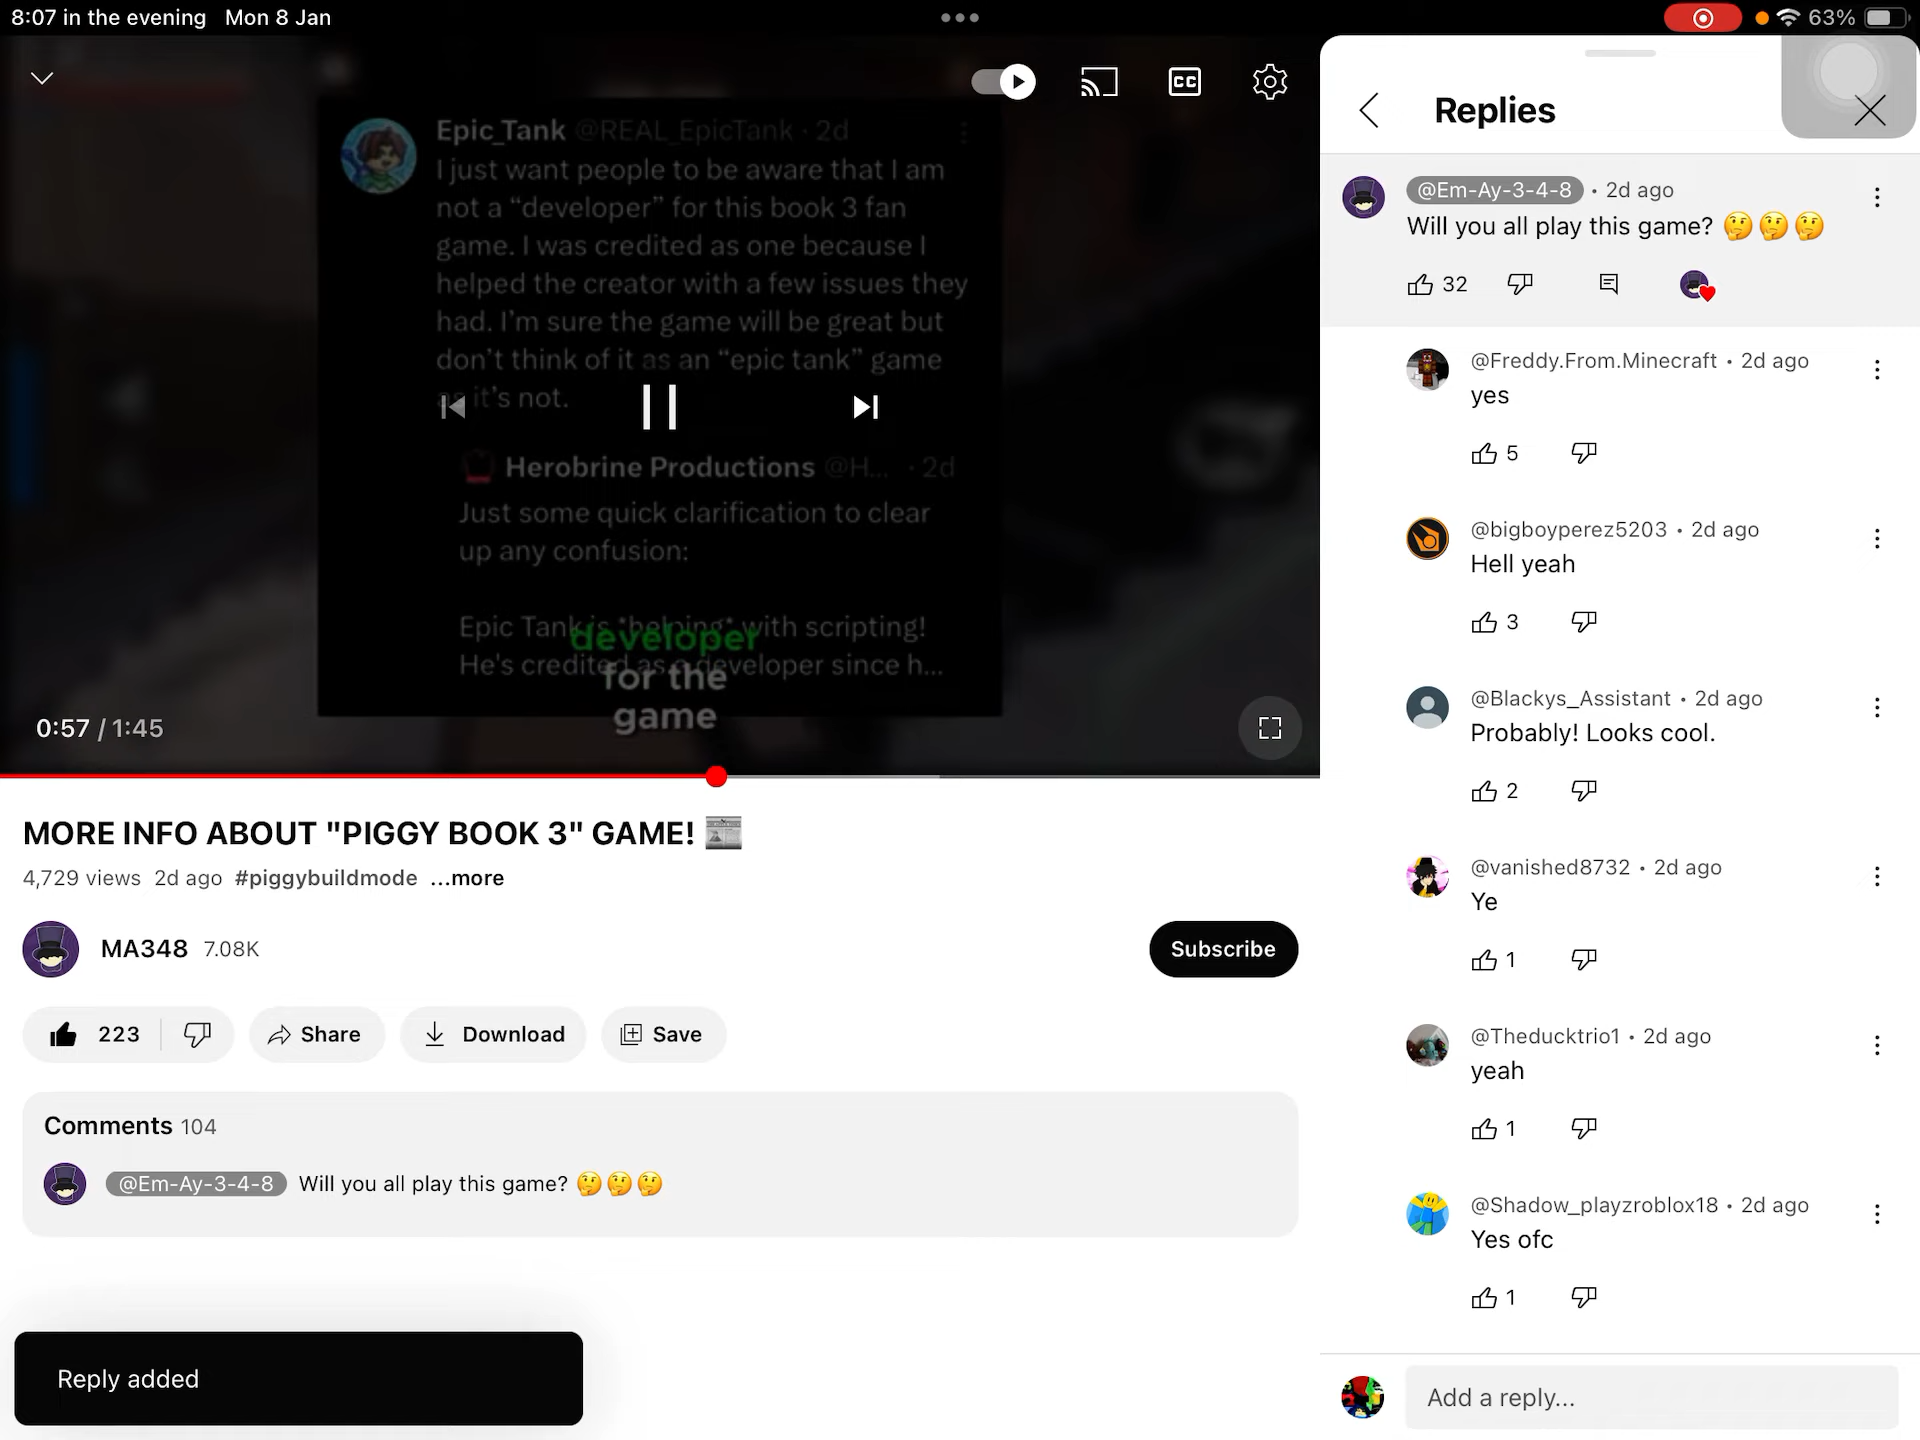 8:07 in the evening Mon 8 Jan
63%
Epic_Tank @REAL_EpicTank · 2d
I just want people to be aware that I am
not a “developer” for this book 3 fan
game. I was credited as one because I
helped the creator with a few issues they
had. I’m sure the game will be great but
don’t think of it as an “epic tank” game
as it’s not.
Herobrine Productions @H... · 2d
Just some quick clarification to clear
up any confusion:
Epic Tank is *helping* with scripting!
He's credited as a developer since h...
developer
for the
game
CC
0:57 / 1:45
MORE INFO ABOUT "PIGGY BOOK 3" GAME! 📰
4,729 views 2d ago #piggybuildmode ...more
MA348 7.08K
Subscribe
223
Share
Download
Save
Comments 104
@Em-Ay-3-4-8 Will you all play this game? 🤔🤔🤔
Reply added
Replies
@Em-Ay-3-4-8 • 2d ago
Will you all play this game? 🤔🤔🤔
32
@Freddy.From.Minecraft • 2d ago
yes
5
@bigboyperez5203 • 2d ago
Hell yeah
3
@Blackys_Assistant • 2d ago
Probably! Looks cool.
2
@vanished8732 • 2d ago
Ye
1
@Theducktrio1 • 2d ago
yeah
1
@Shadow_playzroblox18 • 2d ago
Yes ofc
1
Add a reply...